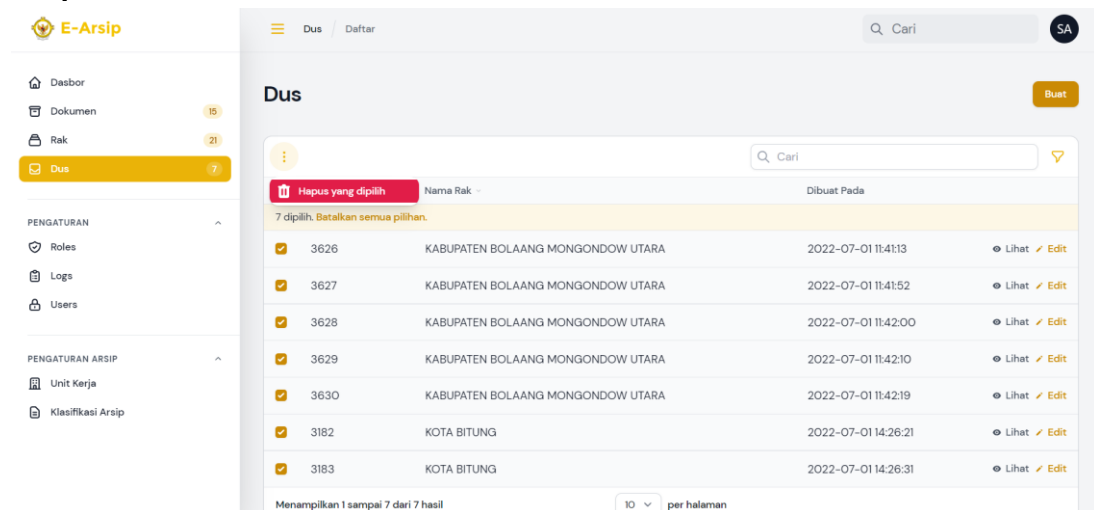 E-Arsip
Dus / Daftar
Cari
SA
Dasbor
Dokumen 15
Rak 21
Dus 7
PENGATURAN
Roles
Logs
Users
PENGATURAN ARSIP
Unit Kerja
Klasifikasi Arsip
Dus
Buat
Cari
Hapus yang dipilih Nama Rak Dibuat Pada
7 dipilih. Batalkan semua pilihan.
3626 KABUPATEN BOLAANG MONGONDOW UTARA 2022-07-01 11:41:13 Lihat Edit
3627 KABUPATEN BOLAANG MONGONDOW UTARA 2022-07-01 11:41:52 Lihat Edit
3628 KABUPATEN BOLAANG MONGONDOW UTARA 2022-07-01 11:42:00 Lihat Edit
3629 KABUPATEN BOLAANG MONGONDOW UTARA 2022-07-01 11:42:10 Lihat Edit
3630 KABUPATEN BOLAANG MONGONDOW UTARA 2022-07-01 11:42:19 Lihat Edit
3182 KOTA BITUNG 2022-07-01 14:26:21 Lihat Edit
3183 KOTA BITUNG 2022-07-01 14:26:31 Lihat Edit
Menampilkan 1 sampai 7 dari 7 hasil 10 per halaman